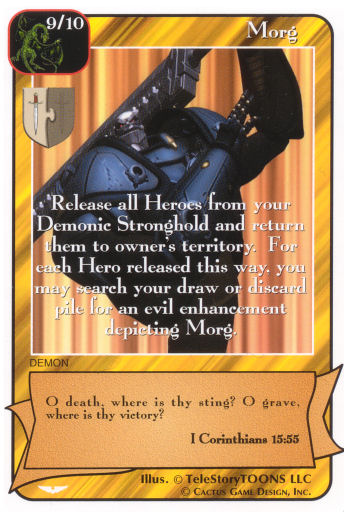 9/10
Morg
Release all Heroes from your
Demonic Stronghold and return
them to owner's territory. For
each Hero released this way, you
may search your draw or discard
pile for an evil enhancement
depicting Morg.
DEMON
O death, where is thy sting? O grave,
where is thy victory?
I Corinthians 15:55
Illus. © TeleStoryTOONS LLC
© Cactus Game Design, Inc.